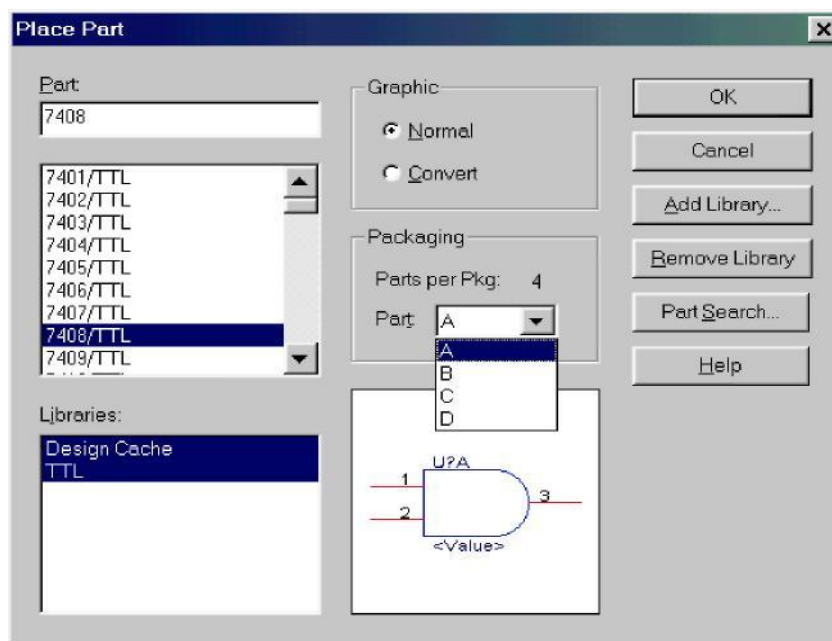 Place Part
Part:
7408
7401/TTL
7402/TTL
7403/TTL
7404/TTL
7405/TTL
7406/TTL
7407/TTL
7408/TTL
7409/TTL
Libraries:
Design Cache
TTL
Graphic
Normal
Convert
Packaging
Parts per Pkg: 4
Part: A
A
B
C
D
U?A
1
2
3
<Value>
OK
Cancel
Add Library...
Remove Library
Part Search...
Help